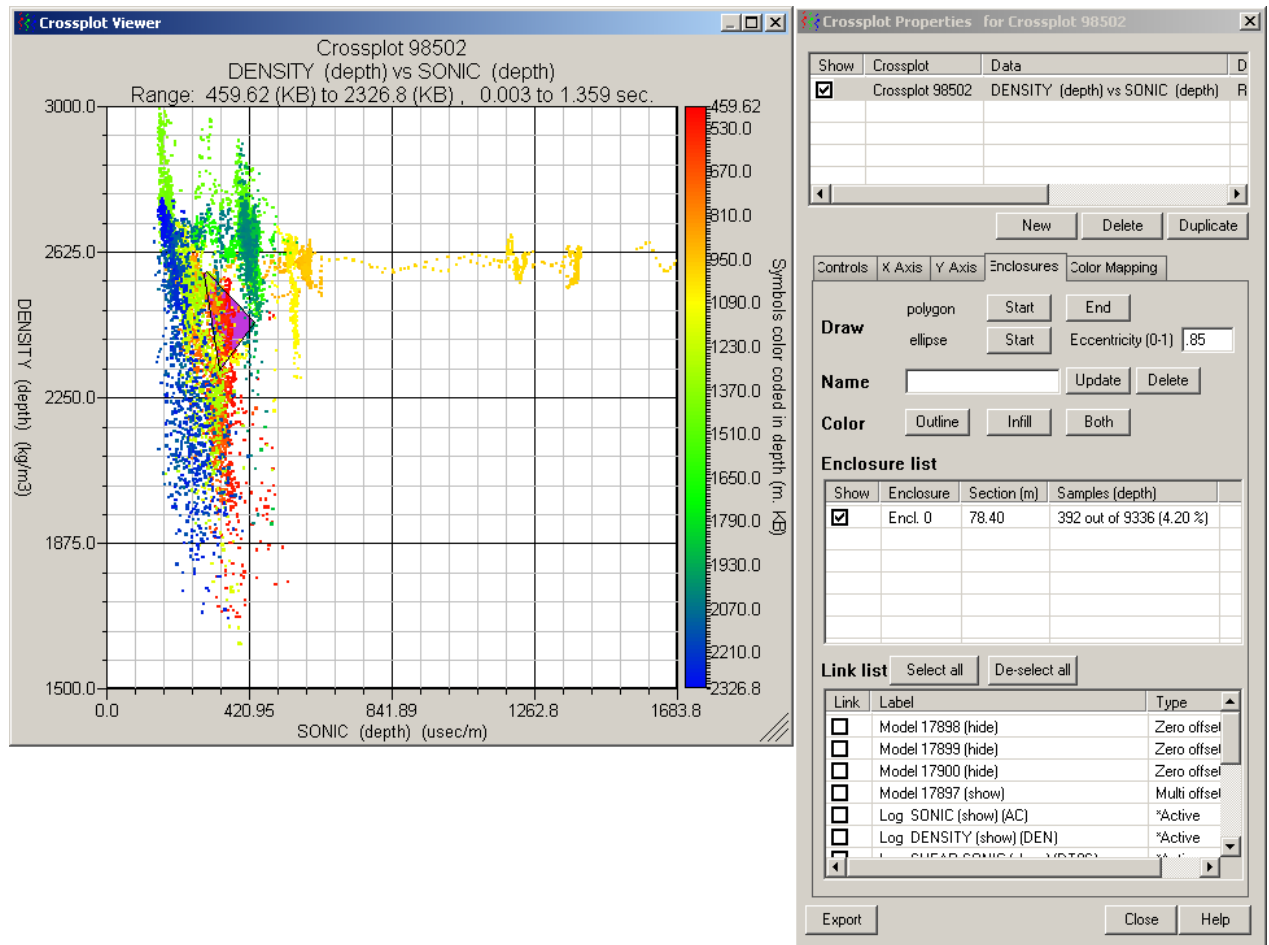 Crossplot Viewer
Crossplot 98502
DENSITY (depth) vs SONIC (depth)
Range: 459.62 (KB) to 2326.8 (KB) , 0.003 to 1.359 sec.
3000.0
2625.0
2250.0
1875.0
1500.0
DENSITY (depth) (kg/m3)
0.0 420.95 841.89 1262.8 1683.8
SONIC (depth) (usec/m)
459.62
530.0
670.0
810.0
950.0
1090.0
1230.0
1370.0
1510.0
1650.0
1790.0
1930.0
2070.0
2210.0
2326.8
Symbols color coded in depth (m. KB)
Crossplot Properties for Crossplot 98502
Show Crossplot Data D
Crossplot 98502 DENSITY (depth) vs SONIC (depth) R
New Delete Duplicate
Controls X Axis Y Axis Enclosures Color Mapping
Draw polygon Start End
ellipse Start Eccentricity (0-1) .85
Name Update Delete
Color Outline Infill Both
Enclosure list
Show Enclosure Section (m) Samples (depth)
Encl. 0 78.40 392 out of 9336 (4.20 %)
Link list Select all De-select all
Link Label Type
Model 17898 (hide) Zero offset
Model 17899 (hide) Zero offset
Model 17900 (hide) Zero offset
Model 17897 (show) Multi offset
Log SONIC (show) (AC) *Active
Log DENSITY (show) (DEN) *Active
Export Close Help